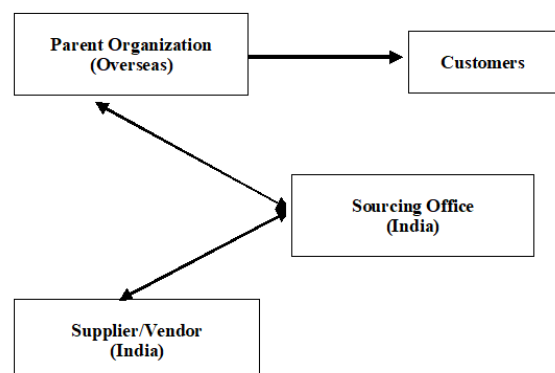 Parent Organization
(Overseas)
Customers
Sourcing Office
(India)
Supplier/Vendor
(India)